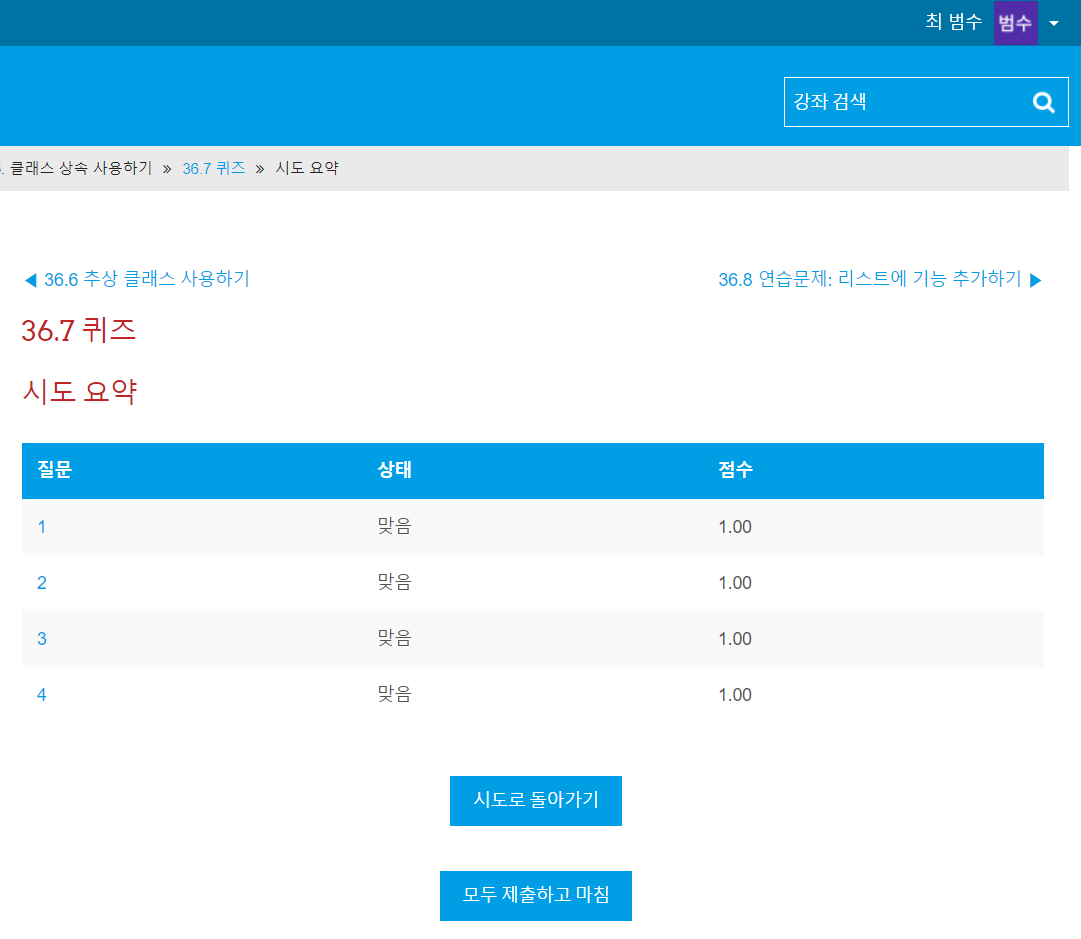 최 범수 범수
강좌 검색
. 클래스 상속 사용하기 » 36.7 퀴즈 » 시도 요약
◀ 36.6 추상 클래스 사용하기
36.8 연습문제: 리스트에 기능 추가하기 ▶
36.7 퀴즈
시도 요약
질문 상태 점수
1 맞음 1.00
2 맞음 1.00
3 맞음 1.00
4 맞음 1.00
시도로 돌아가기
모두 제출하고 마침